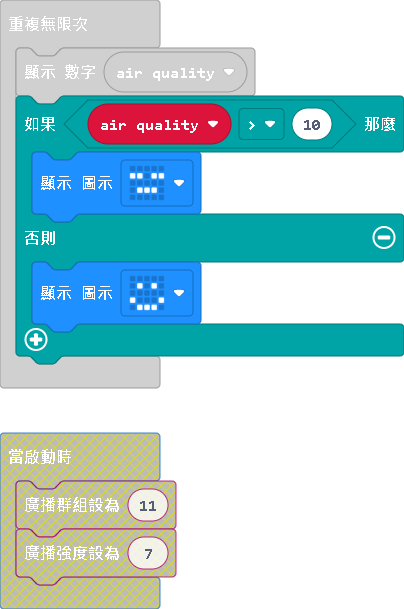 重複無限次
顯示 數字 air quality
如果 air quality > 10 那麼
顯示 圖示
否則
顯示 圖示
當啟動時
廣播群組設為 11
廣播強度設為 7